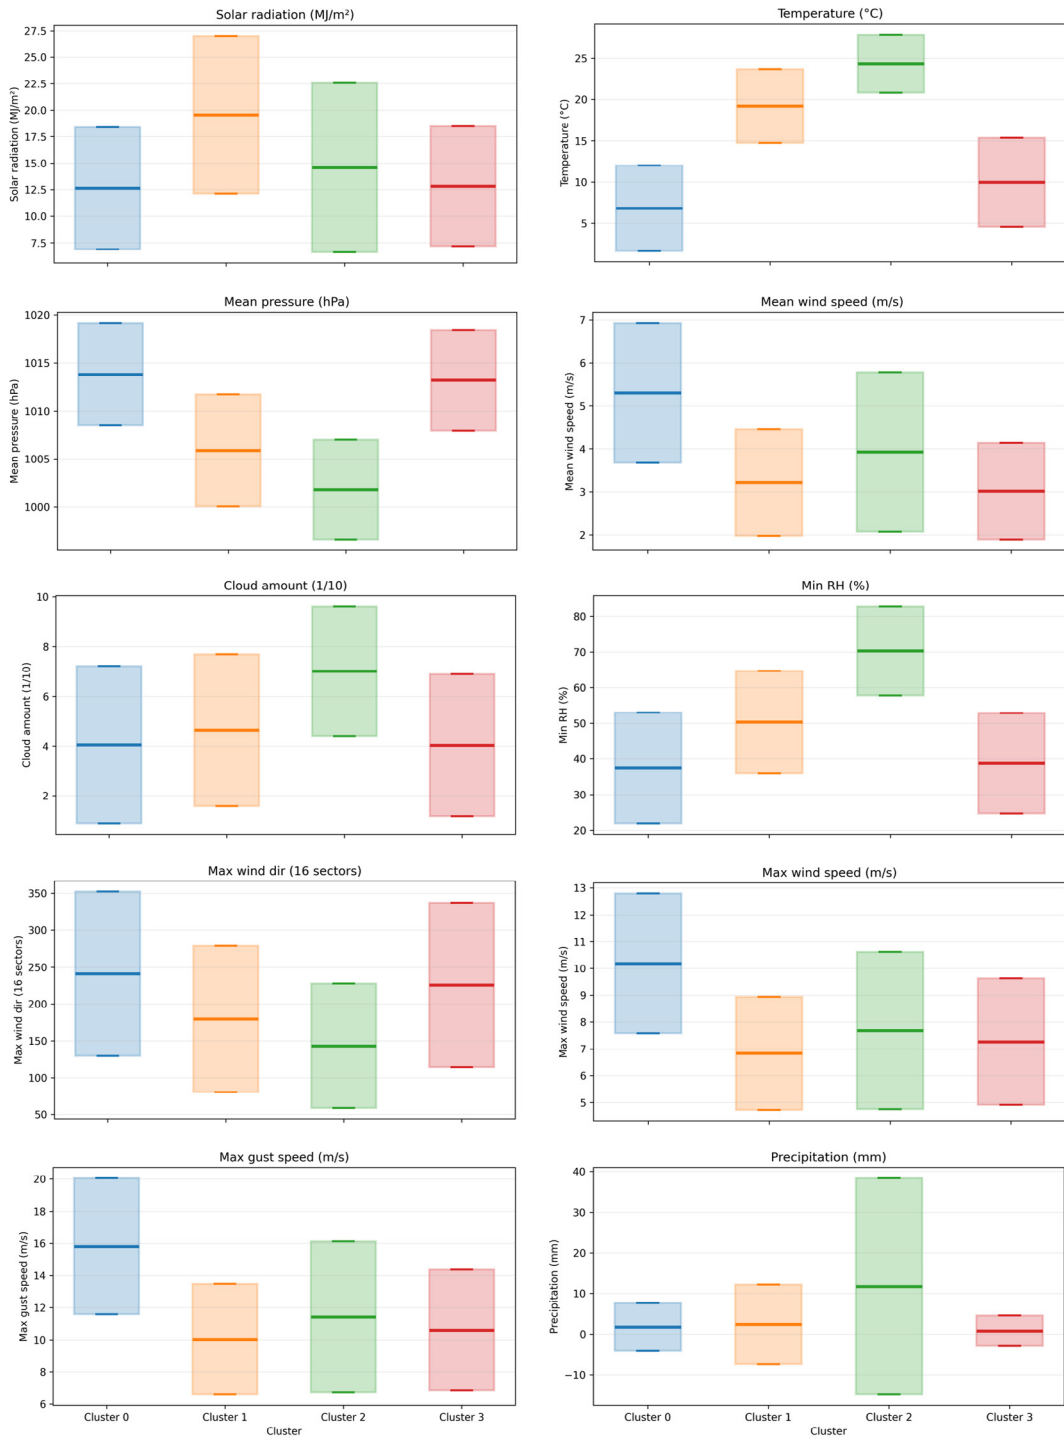 Solar radiation (MJ/m²)
Solar radiation (MJ/m²)
27.5
25.0
22.5
20.0
17.5
15.0
12.5
10.0
7.5
Temperature (°C)
Temperature (°C)
25
20
15
10
5
Mean pressure (hPa)
Mean pressure (hPa)
1020
1015
1010
1005
1000
Mean wind speed (m/s)
Mean wind speed (m/s)
7
6
5
4
3
2
Cloud amount (1/10)
Cloud amount (1/10)
10
8
6
4
2
Min RH (%)
Min RH (%)
80
70
60
50
40
30
20
Max wind dir (16 sectors)
Max wind dir (16 sectors)
350
300
250
200
150
100
50
Max wind speed (m/s)
Max wind speed (m/s)
13
12
11
10
9
8
7
6
5
Max gust speed (m/s)
Max gust speed (m/s)
20
18
16
14
12
10
8
6
Cluster 0
Cluster 1
Cluster 2
Cluster 3
Cluster
Precipitation (mm)
Precipitation (mm)
40
30
20
10
0
−10
Cluster 0
Cluster 1
Cluster 2
Cluster 3
Cluster